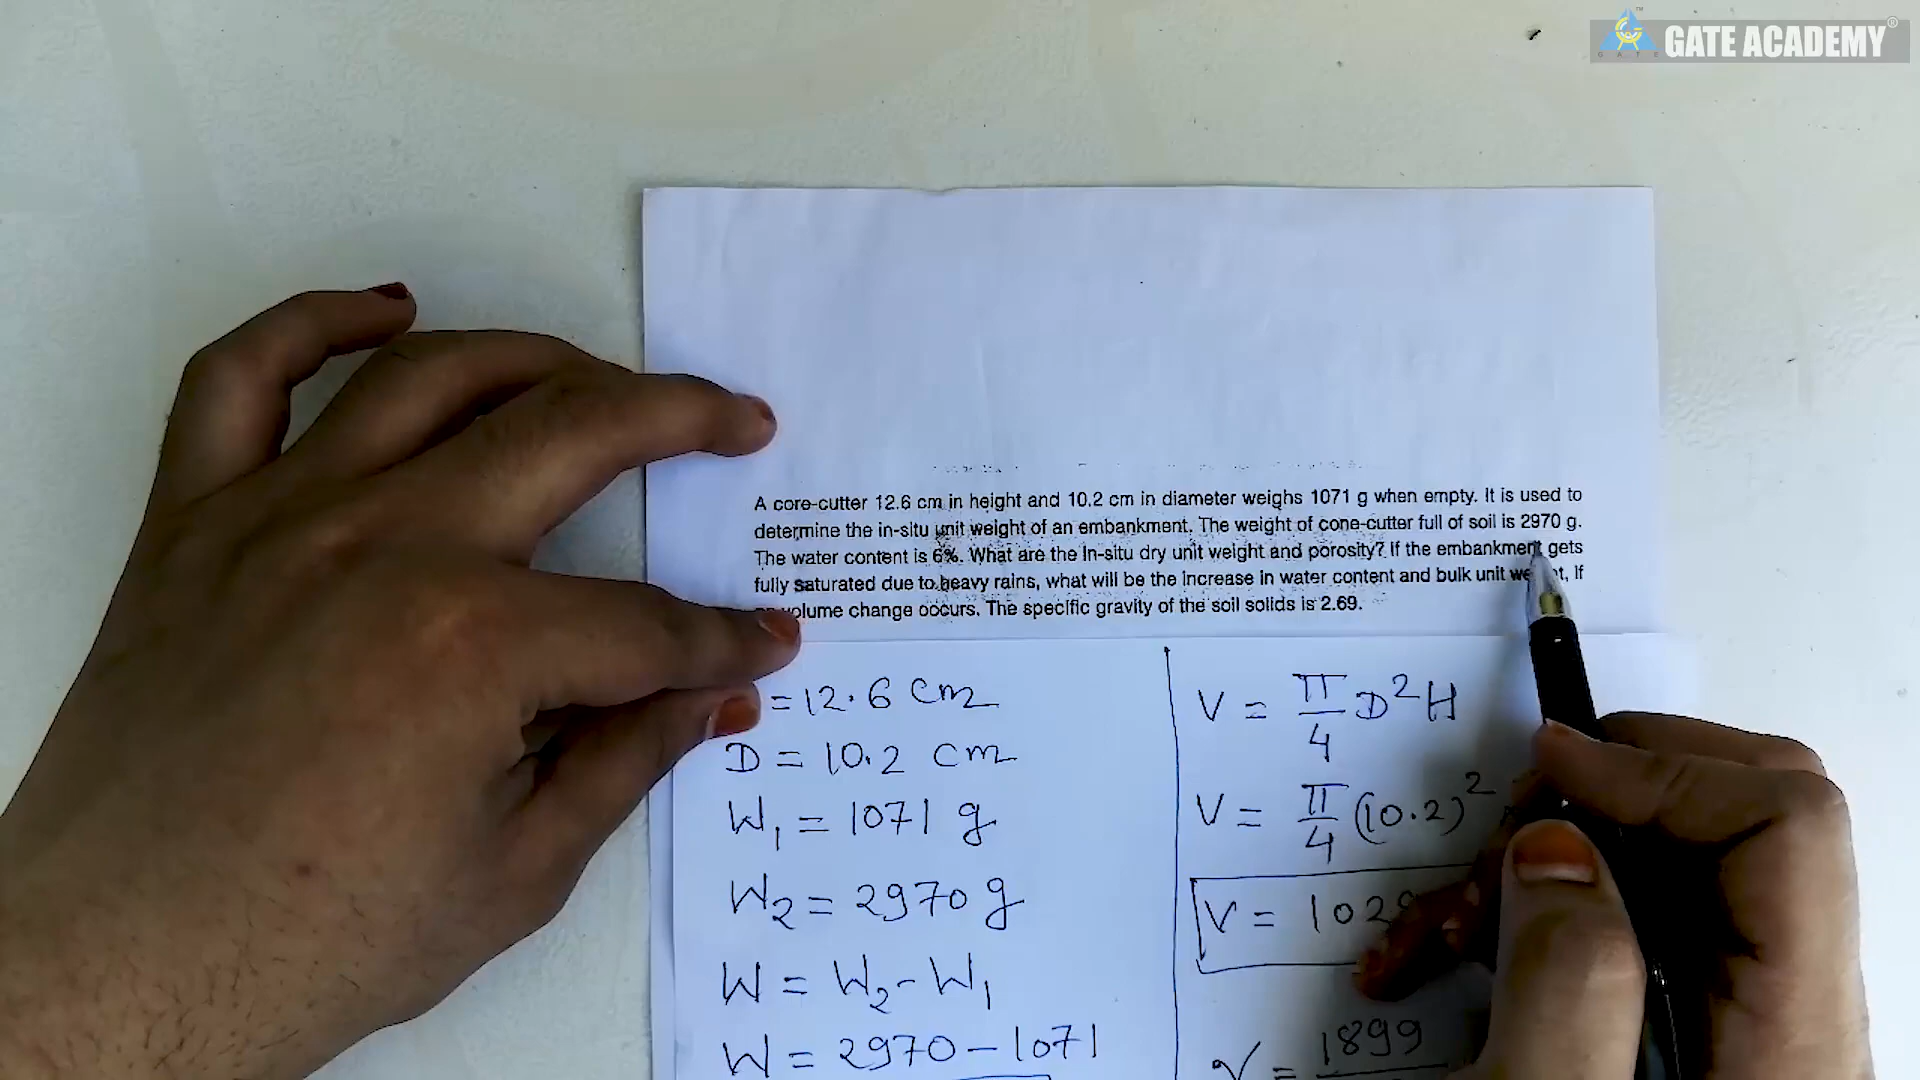 GATE ACADEMY
A core-cutter 12.6 cm in height and 10.2 cm in diameter weighs 1071 g when empty. It is used to
determine the in-situ unit weight of an embankment. The weight of cone-cutter full of soil is 2970 g.
The water content is 6%. What are the in-situ dry unit weight and porosity? If the embankment gets
fully saturated due to heavy rains, what will be the increase in water content and bulk unit weight, if
volume change occurs. The specific gravity of the soil solids is 2.69.
= 12.6 cm
D = 10.2 cm
W₁ = 1071 g
W₂ = 2970 g
W = W₂ - W₁
W = 2970 - 1071
V = π/4 D²H
V = π/4 (10.2)²
V = 102
γ = 1899